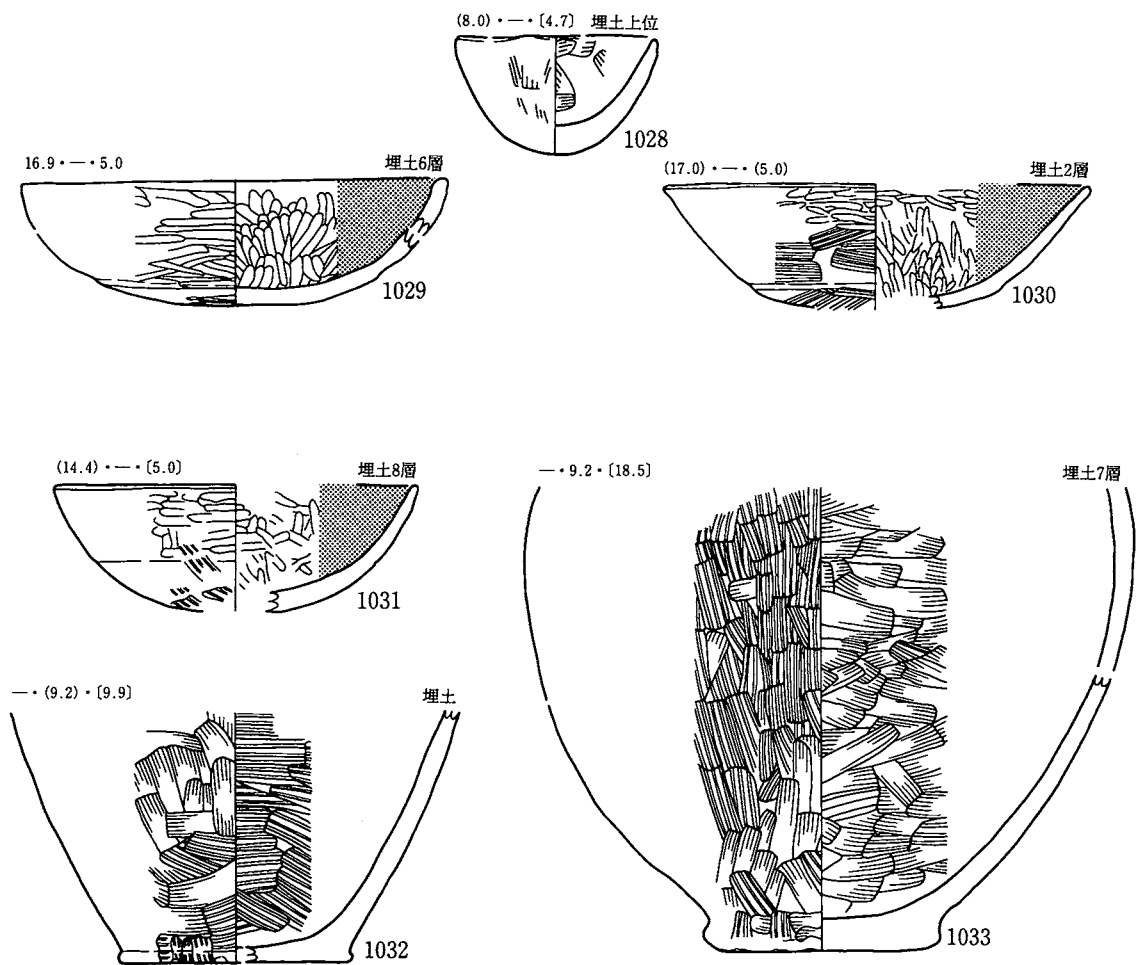 (8.0)・―・[4.7] 埋土上位
1028
16.9・―・5.0 埋土6層
1029
(17.0)・―・(5.0) 埋土2層
1030
(14.4)・―・[5.0] 埋土8層
1031
―・9.2・[18.5] 埋土7層
1033
―・(9.2)・[9.9] 埋土
1032